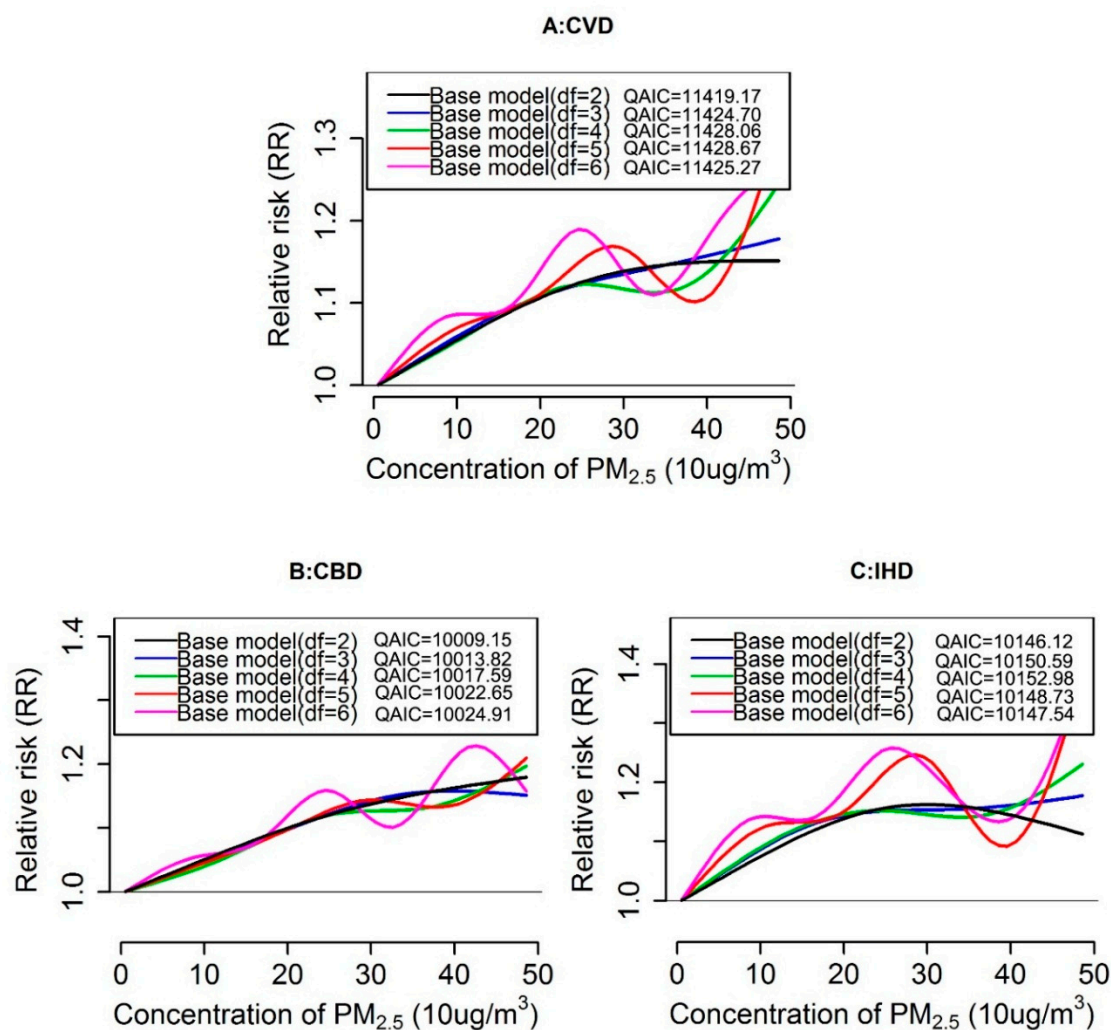 A:CVD
Base model(df=2) QAIC=11419.17
Base model(df=3) QAIC=11424.70
Base model(df=4) QAIC=11428.06
Base model(df=5) QAIC=11428.67
Base model(df=6) QAIC=11425.27
Relative risk (RR)
1.3
1.2
1.1
1.0
0 10 20 30 40 50
Concentration of PM2.5 (10ug/m³)
B:CBD
Base model(df=2) QAIC=10009.15
Base model(df=3) QAIC=10013.82
Base model(df=4) QAIC=10017.59
Base model(df=5) QAIC=10022.65
Base model(df=6) QAIC=10024.91
Relative risk (RR)
1.4
1.2
1.0
0 10 20 30 40 50
Concentration of PM2.5 (10ug/m³)
C:IHD
Base model(df=2) QAIC=10146.12
Base model(df=3) QAIC=10150.59
Base model(df=4) QAIC=10152.98
Base model(df=5) QAIC=10148.73
Base model(df=6) QAIC=10147.54
Relative risk (RR)
1.4
1.2
1.0
0 10 20 30 40 50
Concentration of PM2.5 (10ug/m³)